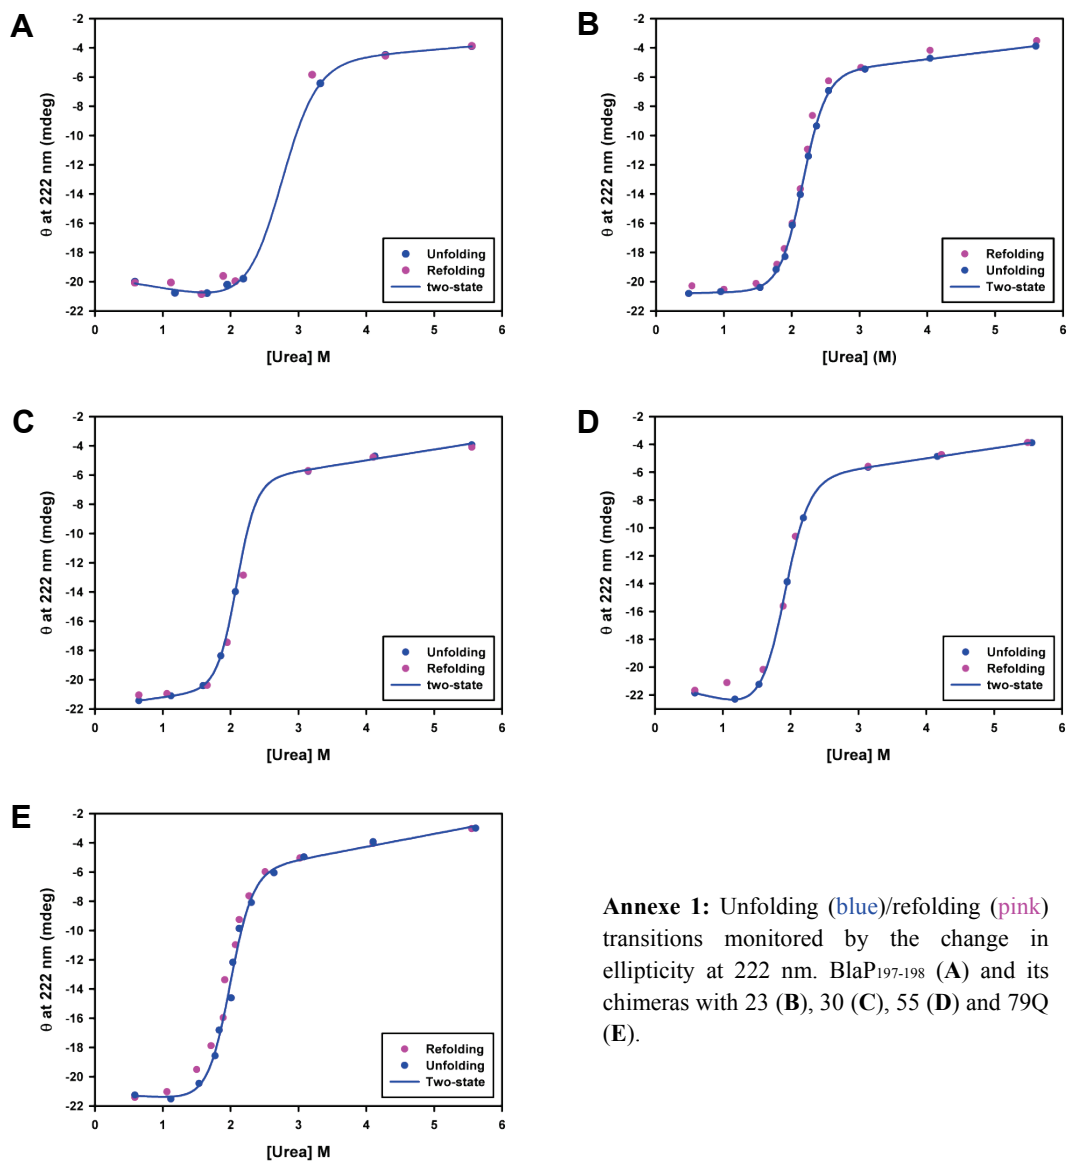 A
-2
-4
-6
-8
-10
-12
-14
-16
-18
-20
-22
θ at 222 nm (mdeg)
0 1 2 3 4 5 6
[Urea] M
Unfolding
Refolding
two-state
B
-2
-4
-6
-8
-10
-12
-14
-16
-18
-20
-22
θ at 222 nm (mdeg)
0 1 2 3 4 5 6
[Urea] (M)
Refolding
Unfolding
Two-state
C
-2
-4
-6
-8
-10
-12
-14
-16
-18
-20
-22
θ at 222 nm (mdeg)
0 1 2 3 4 5 6
[Urea] M
Unfolding
Refolding
two-state
D
-2
-4
-6
-8
-10
-12
-14
-16
-18
-20
-22
θ at 222 nm (mdeg)
0 1 2 3 4 5 6
[Urea] M
Unfolding
Refolding
two-state
E
-2
-4
-6
-8
-10
-12
-14
-16
-18
-20
-22
θ at 222 nm (mdeg)
0 1 2 3 4 5 6
[Urea] M
Refolding
Unfolding
Two-state
Annexe 1: Unfolding (blue)/refolding (pink)
transitions monitored by the change in
ellipticity at 222 nm. BlaP197-198 (A) and its
chimeras with 23 (B), 30 (C), 55 (D) and 79Q
(E).